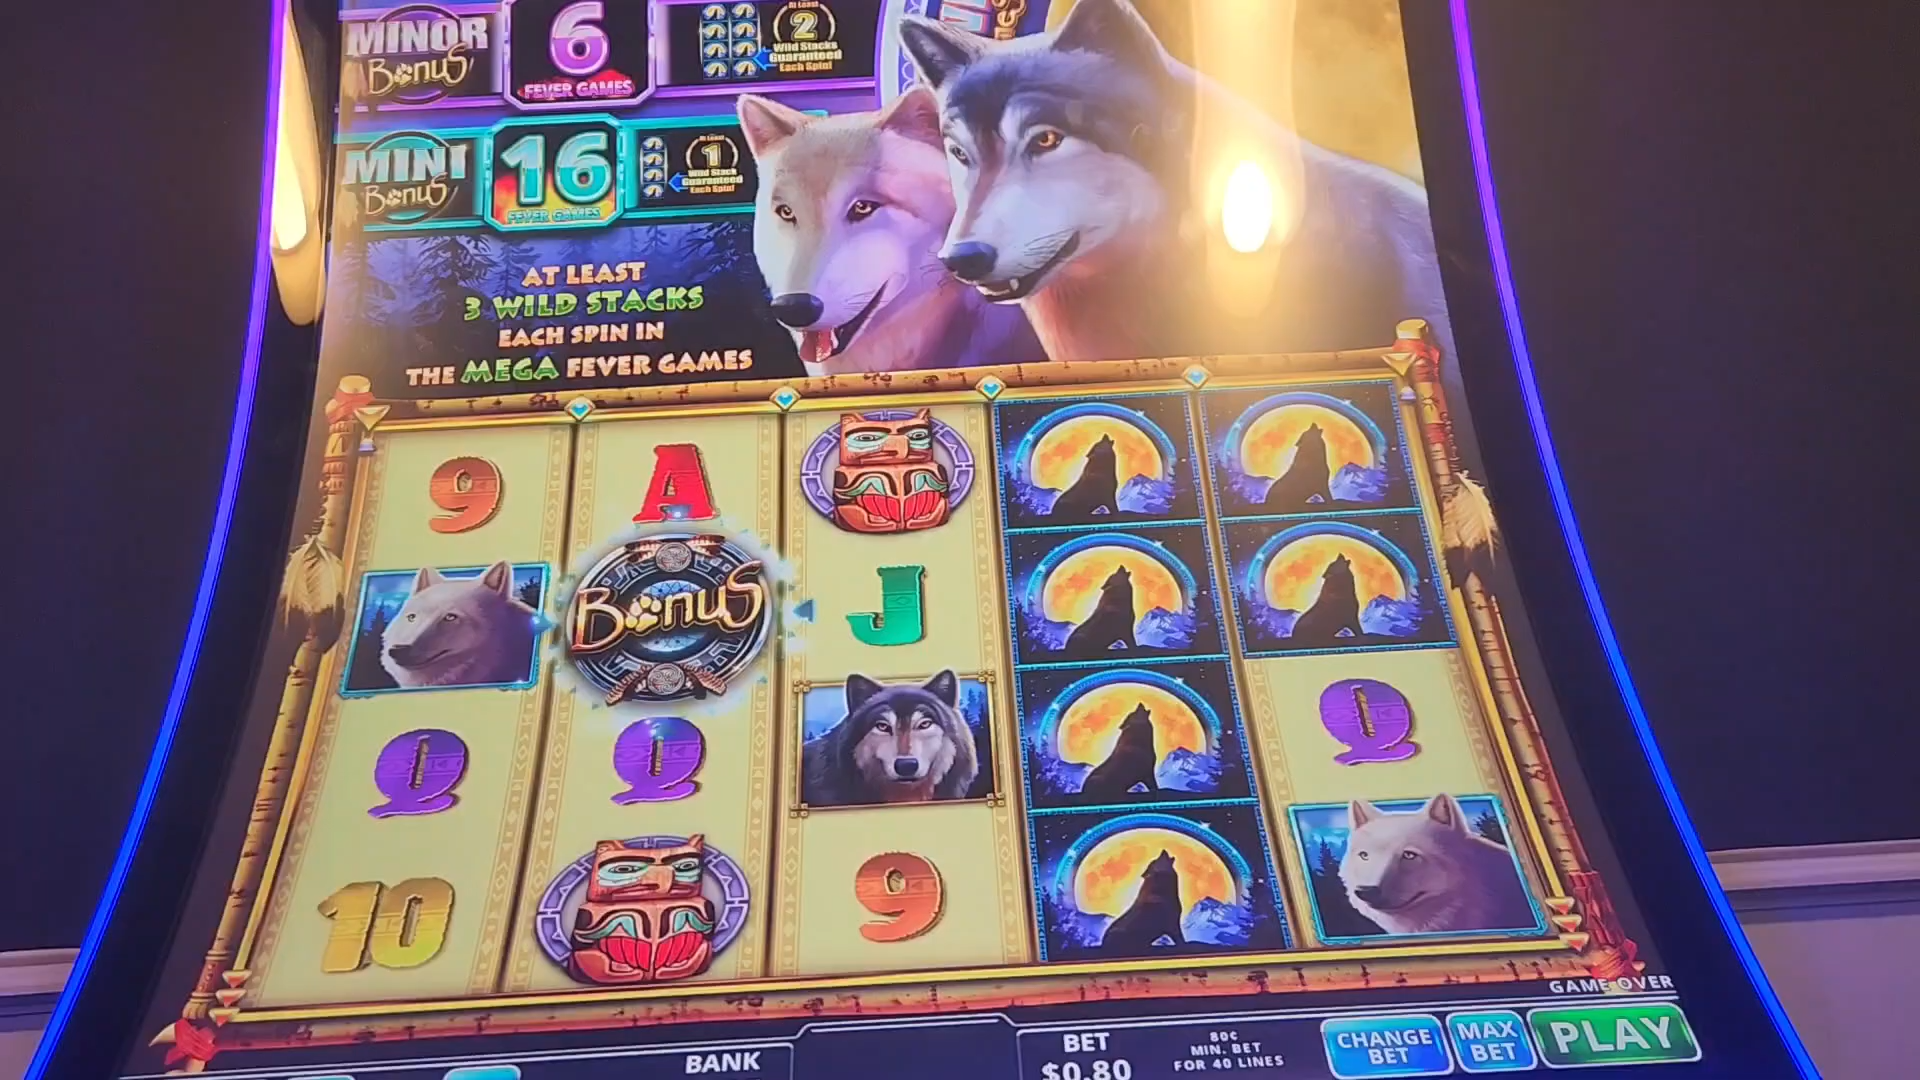 MINOR
BONUS
6
FEVER GAMES
At Least
2
Wild Stacks
Guaranteed
Each Spin!
MINI
BONUS
16
FEVER GAMES
At Least
1
Wild Stack
Guaranteed
Each Spin!
AT LEAST
3 WILD STACKS
EACH SPIN IN
THE MEGA FEVER GAMES
9
A
BONUS
J
Q
Q
Q
10
9
GAME OVER
BANK
BET
$0.80
80¢
MIN. BET
FOR 40 LINES
CHANGE
BET
MAX
BET
PLAY